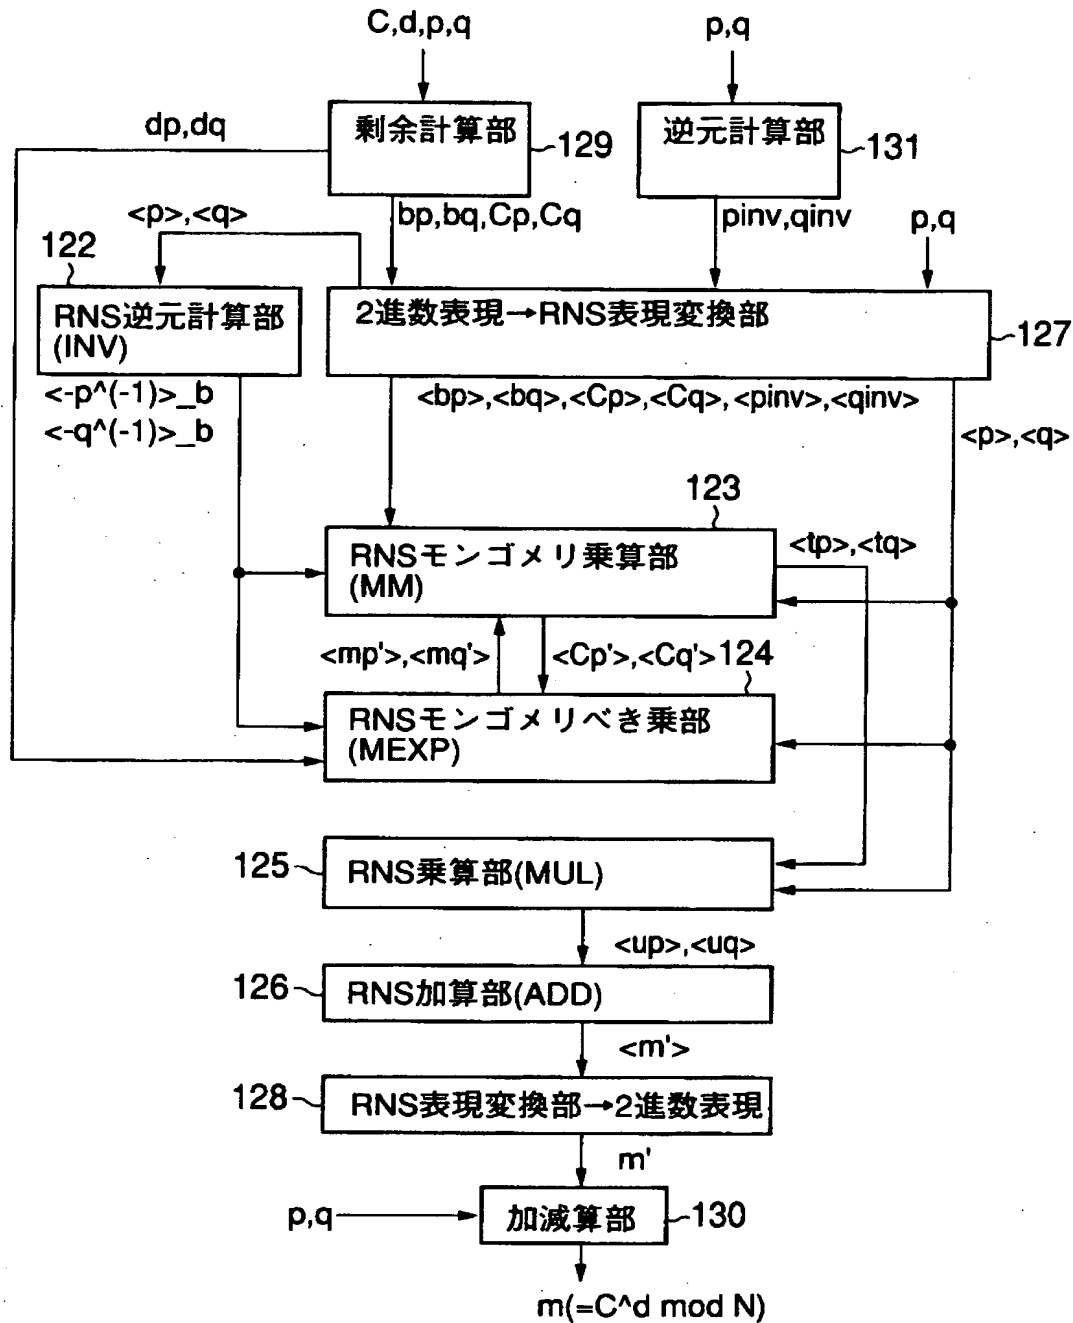 C,d,p,q
p,q
dp,dq
剰余計算部
129
逆元計算部
131
<p>,<q>
bp,bq,Cp,Cq
pinv,qinv
p,q
122
RNS逆元計算部
(INV)
2進数表現→RNS表現変換部
127
<-p^(-1)>_b
<-q^(-1)>_b
<bp>,<bq>,<Cp>,<Cq>,<pinv>,<qinv>
<p>,<q>
123
RNSモンゴメリ乗算部
(MM)
<tp>,<tq>
<mp'>,<mq'>
<Cp'>,<Cq'>
124
RNSモンゴメリべき乗部
(MEXP)
125
RNS乗算部(MUL)
<up>,<uq>
126
RNS加算部(ADD)
<m'>
128
RNS表現変換部→2進数表現
m'
p,q
加減算部
130
m(=C^d mod N)